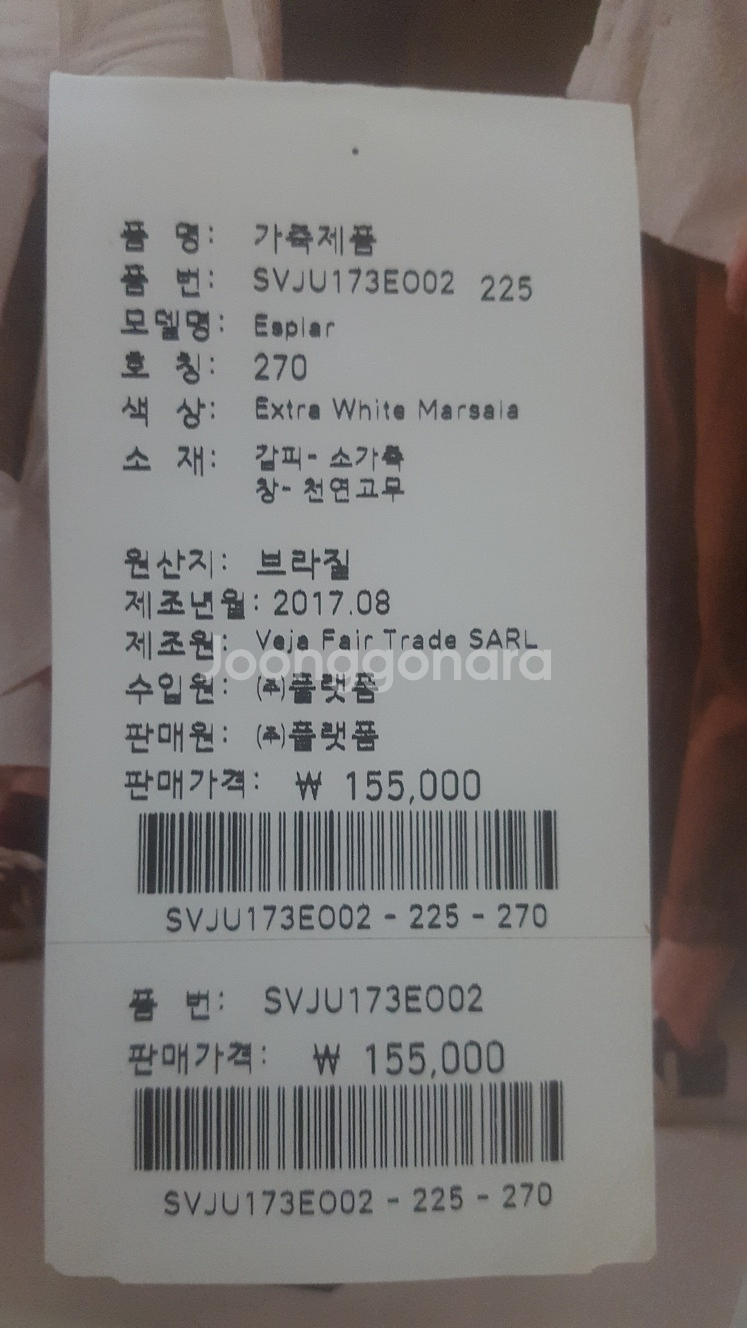 품 명: 가죽제품
품 번: SVJU173E002 225
모델명: Esplar
호 칭: 270
색 상: Extra White Marsala
소 재: 갑피- 소가죽
창- 천연고무
원산지: 브라질
제조년월: 2017.08
제조원: Veja Fair Trade SARL
Joonggonara
수입원: (주)플랫폼
판매원: (주)플랫폼
판매가격: ₩ 155,000
SVJU173E002 - 225 - 270
품 번: SVJU173E002
판매가격: ₩ 155,000
SVJU173E002 - 225 - 270